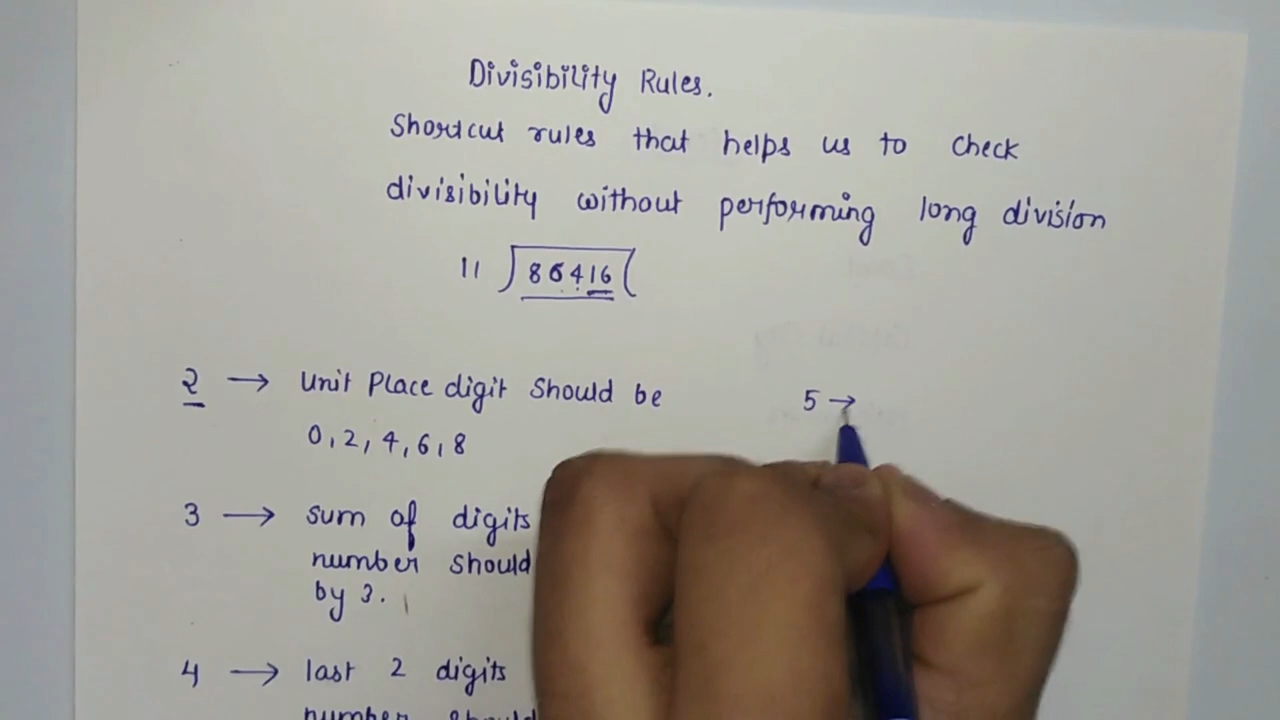 Divisibility Rules.
Shortcut rules that helps us to check
divisibility without performing long division
11 ) 86416 (
2 → Unit Place digit Should be
0, 2, 4, 6, 8
5 →
3 → sum of digits
number should
by 3.
4 → last 2 digits
number should